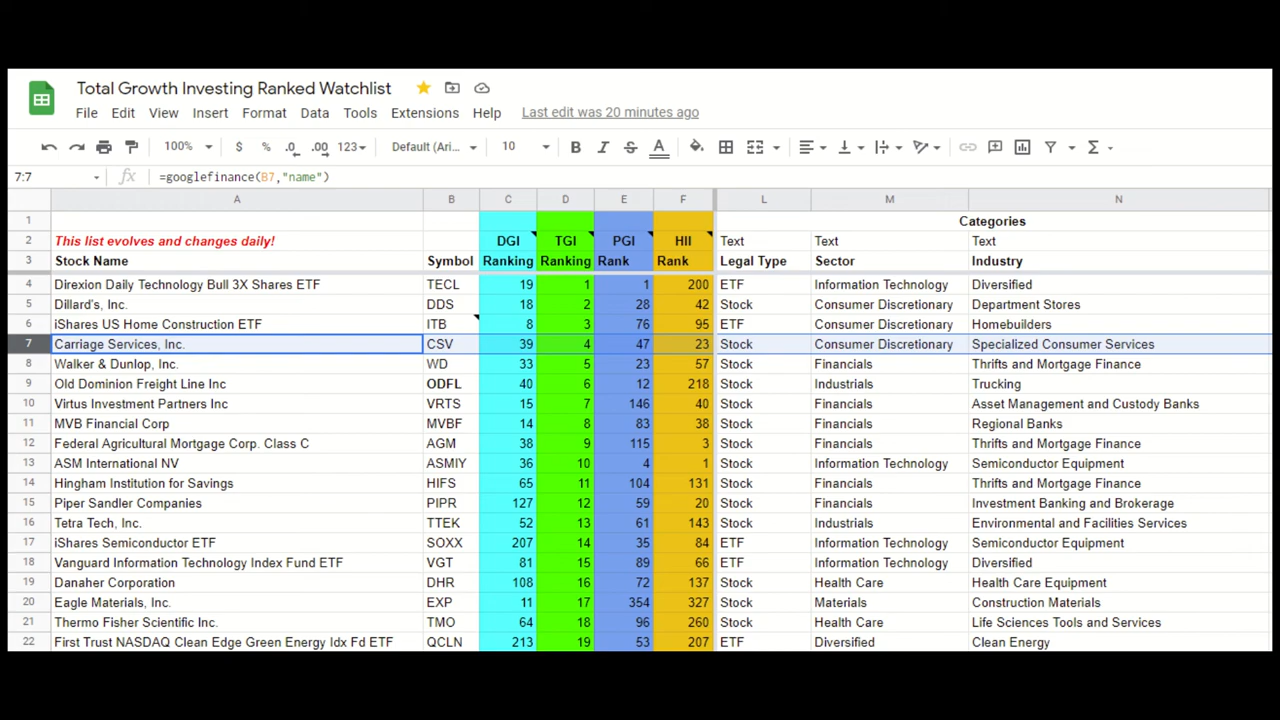 Total Growth Investing Ranked Watchlist
File Edit View Insert Format Data Tools Extensions Help Last edit was 20 minutes ago
100% $ % .0 .00 123 Default (Ari... 10 B I S A
7:7 fx =googlefinance(B7,"name")
A B C D E F L M N
1 Categories
2 This list evolves and changes daily! DGI TGI PGI HII Text Text Text
3 Stock Name Symbol Ranking Ranking Rank Rank Legal Type Sector Industry
4 Direxion Daily Technology Bull 3X Shares ETF TECL 19 1 1 200 ETF Information Technology Diversified
5 Dillard's, Inc. DDS 18 2 28 42 Stock Consumer Discretionary Department Stores
6 iShares US Home Construction ETF ITB 8 3 76 95 ETF Consumer Discretionary Homebuilders
7 Carriage Services, Inc. CSV 39 4 47 23 Stock Consumer Discretionary Specialized Consumer Services
8 Walker & Dunlop, Inc. WD 33 5 23 57 Stock Financials Thrifts and Mortgage Finance
9 Old Dominion Freight Line Inc ODFL 40 6 12 218 Stock Industrials Trucking
10 Virtus Investment Partners Inc VRTS 15 7 146 40 Stock Financials Asset Management and Custody Banks
11 MVB Financial Corp MVBF 14 8 83 38 Stock Financials Regional Banks
12 Federal Agricultural Mortgage Corp. Class C AGM 38 9 115 3 Stock Financials Thrifts and Mortgage Finance
13 ASM International NV ASMIY 36 10 4 1 Stock Information Technology Semiconductor Equipment
14 Hingham Institution for Savings HIFS 65 11 104 131 Stock Financials Thrifts and Mortgage Finance
15 Piper Sandler Companies PIPR 127 12 59 20 Stock Financials Investment Banking and Brokerage
16 Tetra Tech, Inc. TTEK 52 13 61 143 Stock Industrials Environmental and Facilities Services
17 iShares Semiconductor ETF SOXX 207 14 35 84 ETF Information Technology Semiconductor Equipment
18 Vanguard Information Technology Index Fund ETF VGT 81 15 89 66 ETF Information Technology Diversified
19 Danaher Corporation DHR 108 16 72 137 Stock Health Care Health Care Equipment
20 Eagle Materials, Inc. EXP 11 17 354 327 Stock Materials Construction Materials
21 Thermo Fisher Scientific Inc. TMO 64 18 96 260 Stock Health Care Life Sciences Tools and Services
22 First Trust NASDAQ Clean Edge Green Energy Idx Fd ETF QCLN 213 19 53 207 ETF Diversified Clean Energy